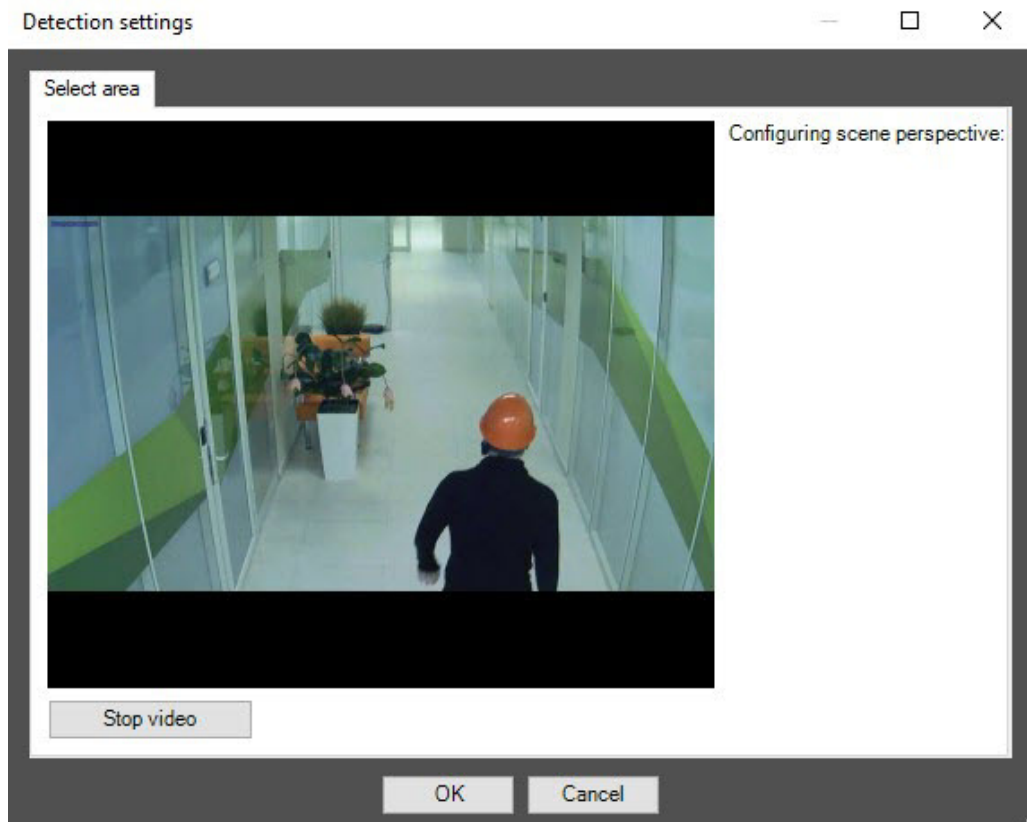 Detection settings
Select area
Configuring scene perspective:
Stop video
OK
Cancel